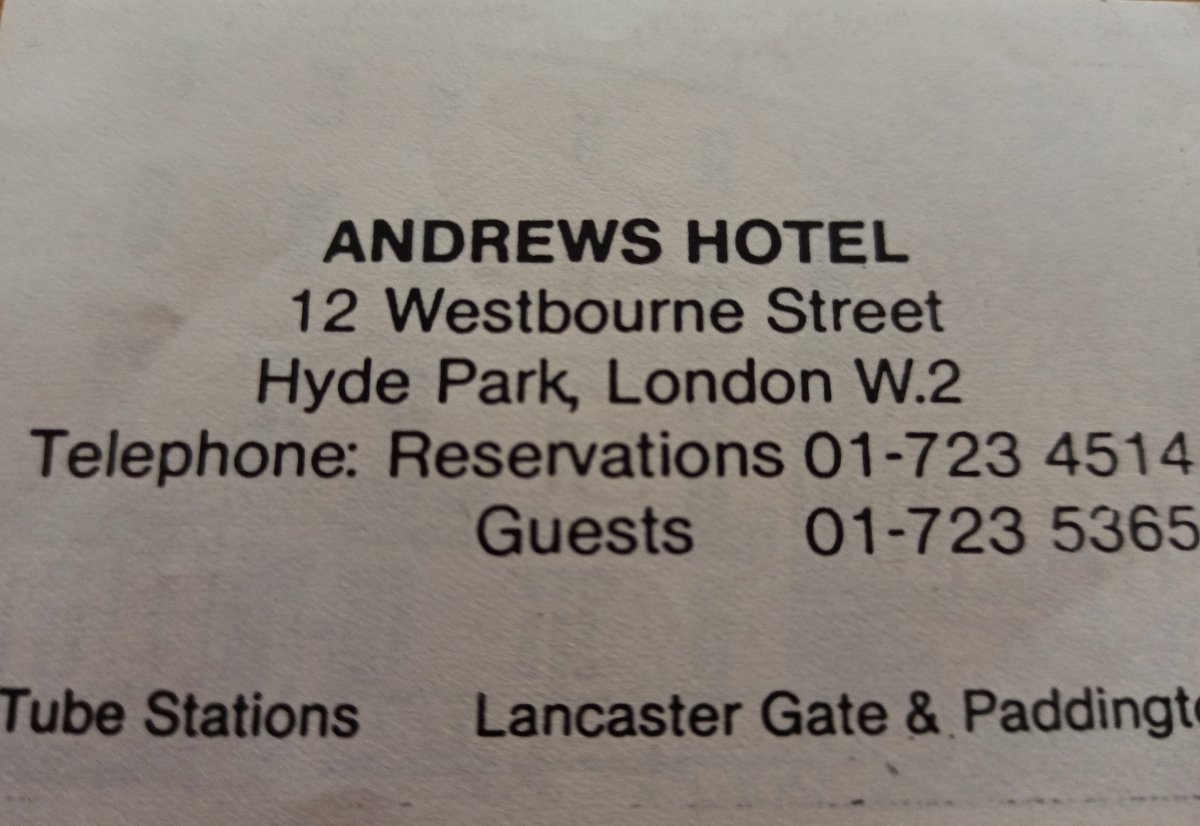 ANDREWS HOTEL
12 Westbourne Street
Hyde Park, London W.2
Telephone: Reservations 01-723 4514
Guests 01-723 5365
Tube Stations Lancaster Gate & Paddingto